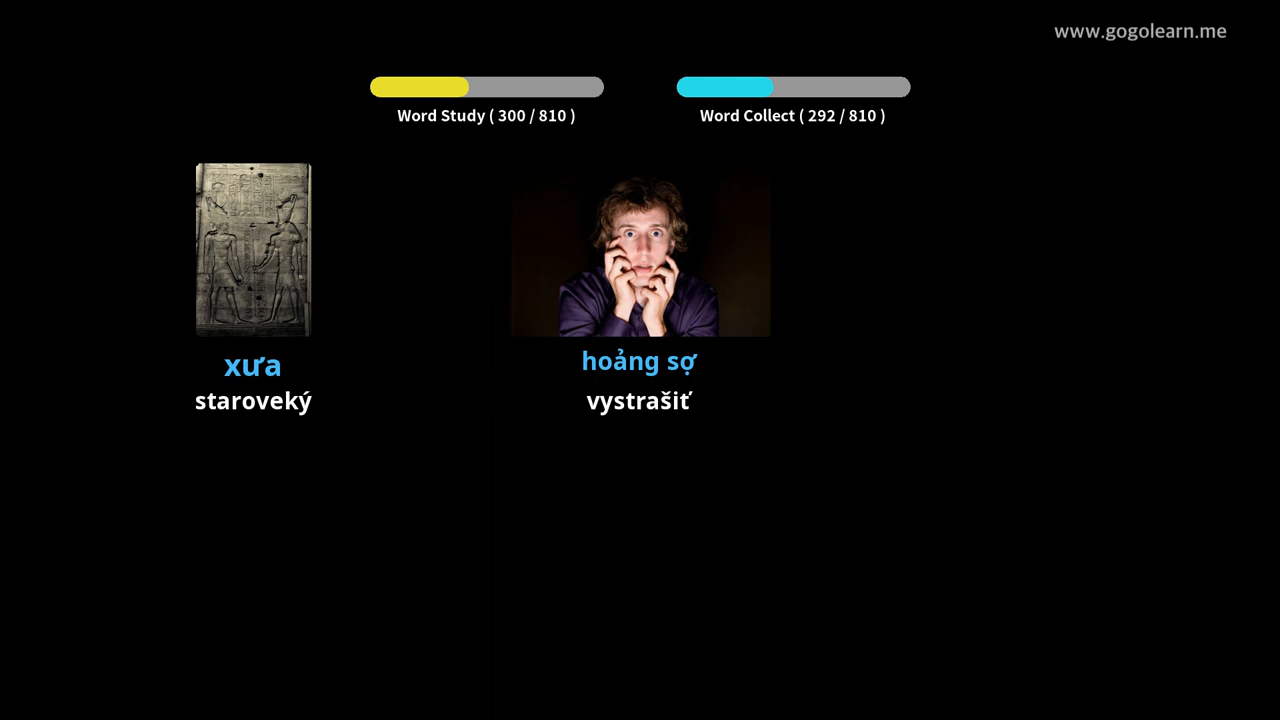 www.gogolearn.me
Word Study ( 300 / 810 )
Word Collect ( 292 / 810 )
xưa
staroveký
hoảng sợ
vystrašiť